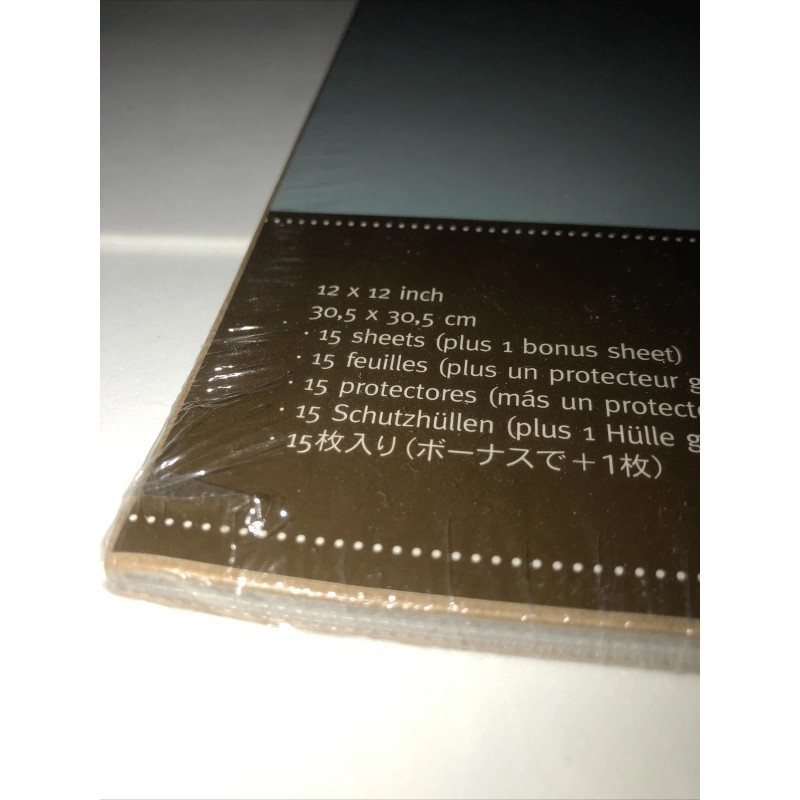 12 x 12 inch
30,5 x 30,5 cm
· 15 sheets (plus 1 bonus sheet)
· 15 feuilles (plus un protecteur
· 15 protectores (más un
· 15 Schutzhüllen (plus 1 Hülle
· 15枚入り(ボーナスで+1枚)